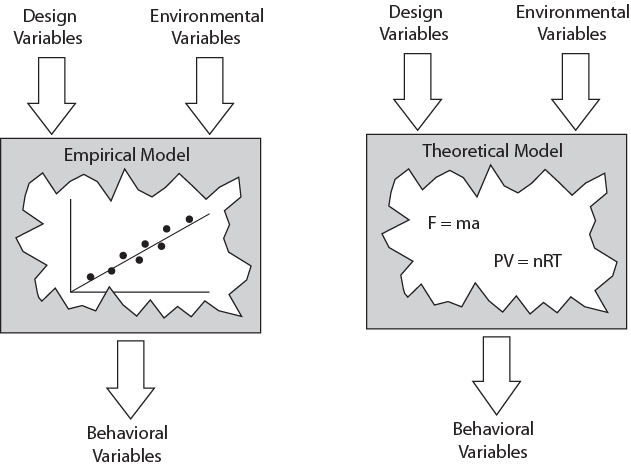 Design
Variables
Environmental
Variables
Empirical Model
Behavioral
Variables
Design
Variables
Environmental
Variables
Theoretical Model
F = ma
PV = nRT
Behavioral
Variables